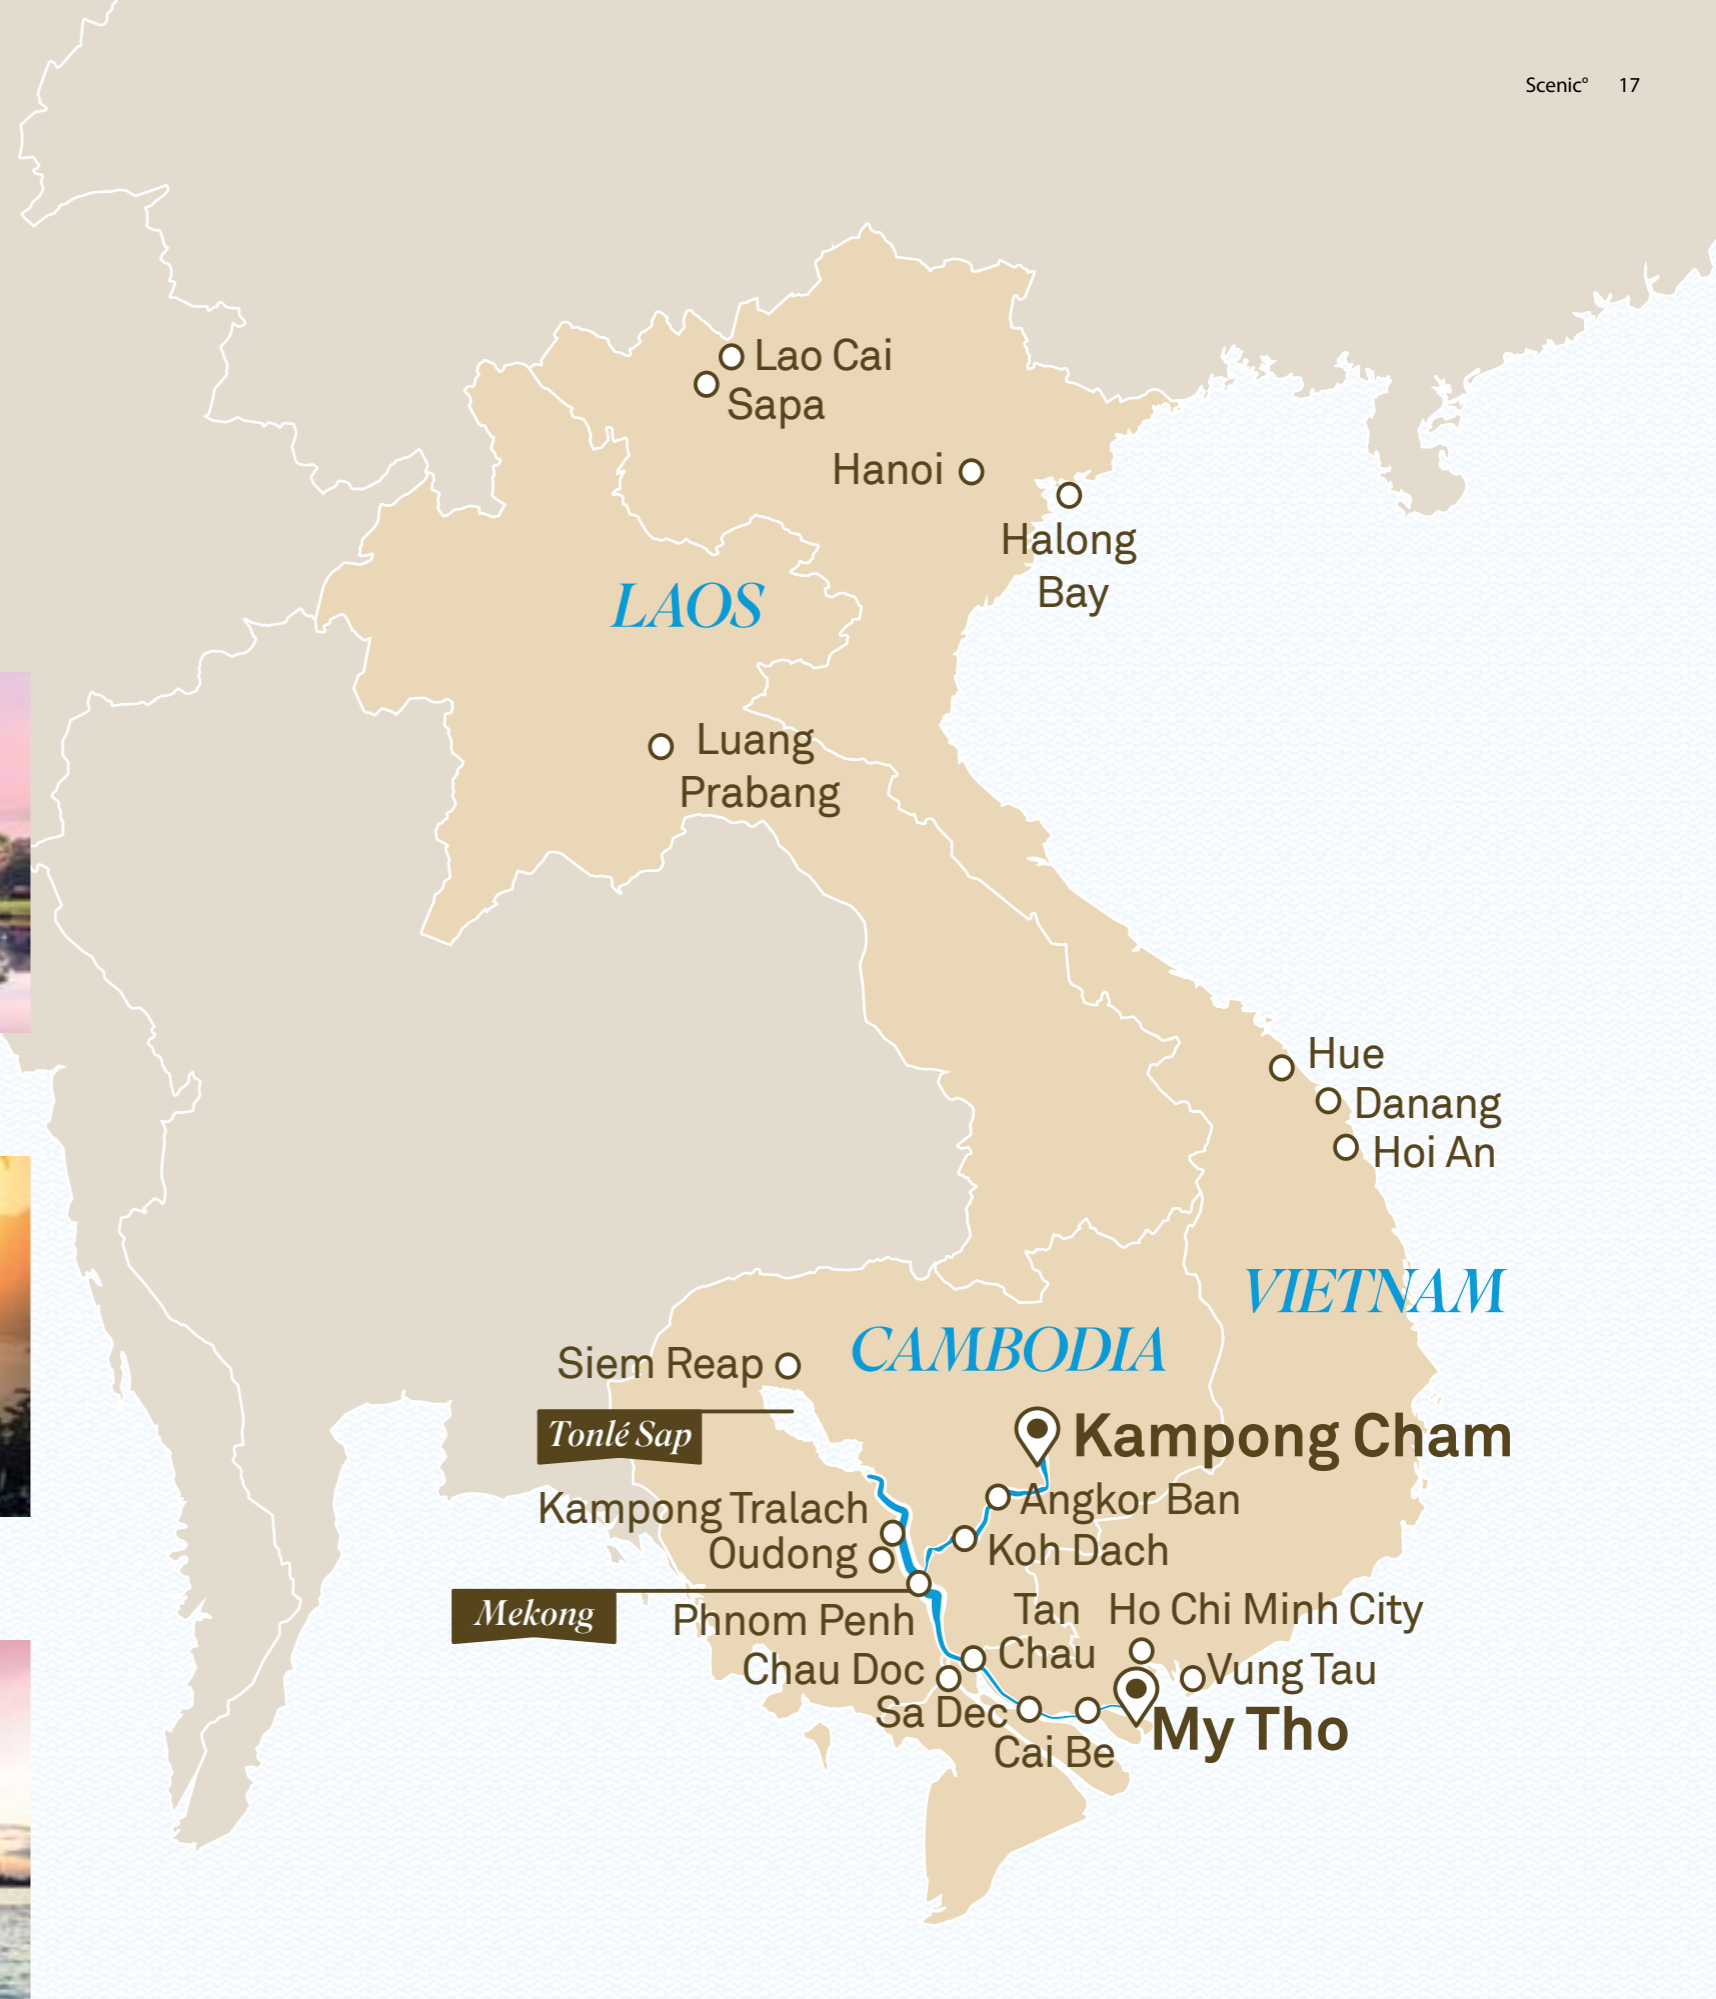 Scenic° 17
Lao Cai
Sapa
Hanoi
Halong
Bay
LAOS
Luang
Prabang
Hue
Danang
Hoi An
VIETNAM
CAMBODIA
Siem Reap
Tonlé Sap
Kampong Cham
Angkor Ban
Kampong Tralach
Koh Dach
Oudong
Mekong
Phnom Penh
Tan
Chau
Ho Chi Minh City
Chau Doc
Vung Tau
Sa Dec
My Tho
Cai Be